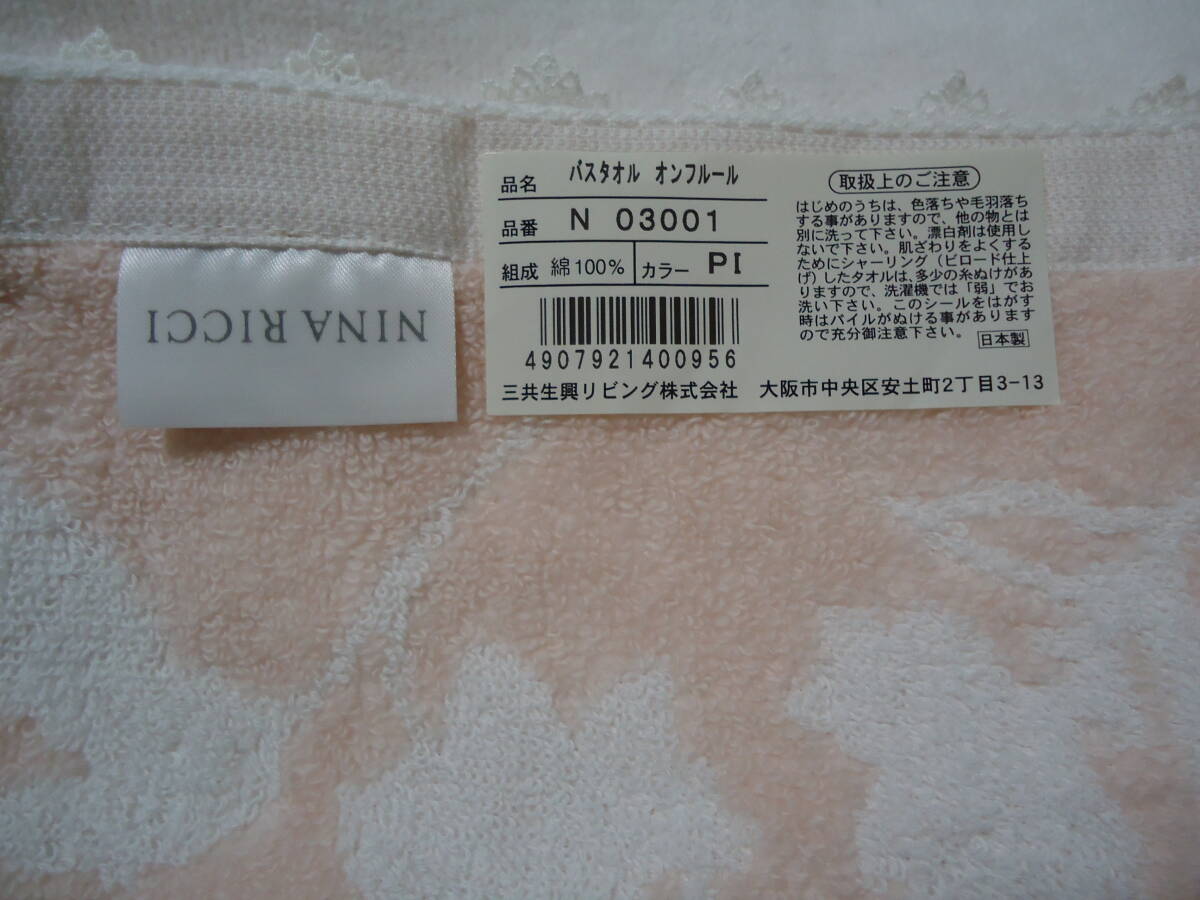 NINA RICCI
品名 バスタオル オンフルール
品番 N 03001
組成 綿100% カラー PI
4907921400956
取扱上のご注意
はじめのうちは、色落ちや毛羽落ち
する事がありますので、他の物とは
別に洗って下さい。漂白剤は使用し
ないで下さい。肌ざわりをよくする
ためにシャーリング(ビロード仕上
げ)したタオルは、多少の糸ぬけがあ
りますので、洗濯機では「弱」でお
洗い下さい。このシールをはがす
時はパイルがぬける事があります
ので充分御注意下さい。
日本製
三共生興リビング株式会社 大阪市中央区安土町2丁目3-13